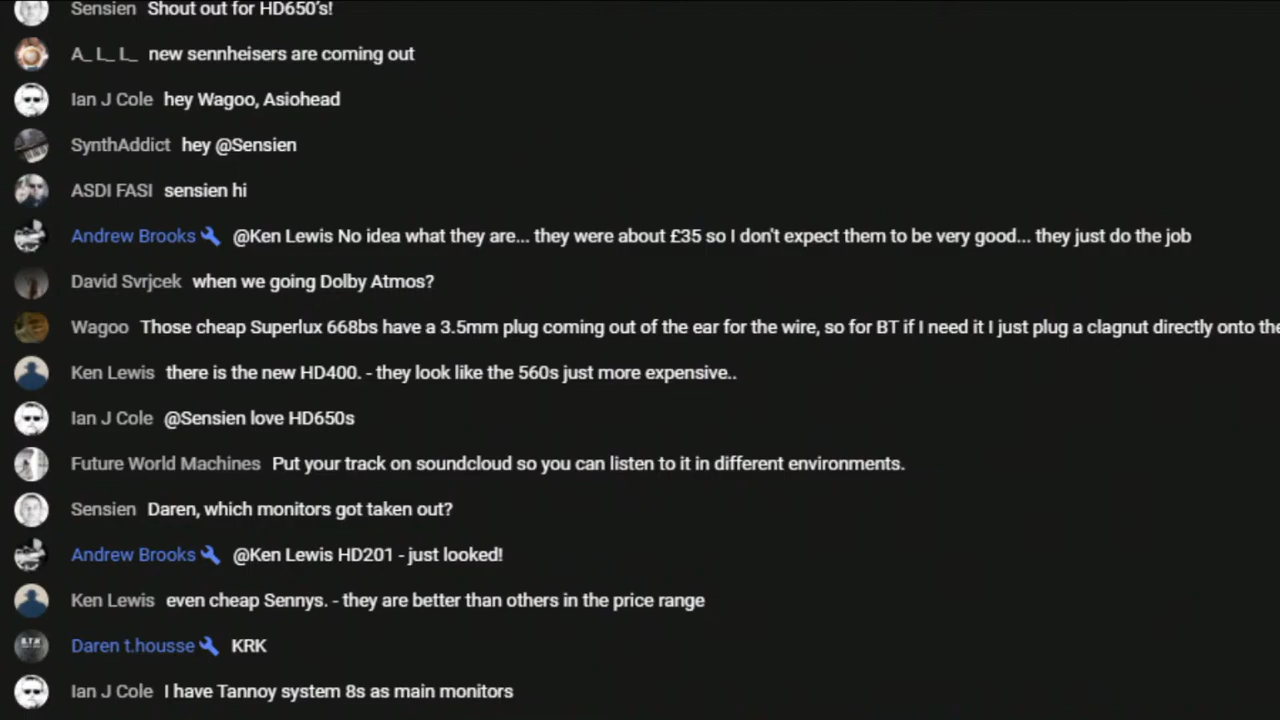 Sensien Shout out for HD650's!
A_ L_ L_ new sennheisers are coming out
Ian J Cole hey Wagoo, Asiohead
SynthAddict hey @Sensien
ASDI FASI sensien hi
Andrew Brooks @Ken Lewis No idea what they are... they were about £35 so I don't expect them to be very good... they just do the job
David Svrjcek when we going Dolby Atmos?
Wagoo Those cheap Superlux 668bs have a 3.5mm plug coming out of the ear for the wire, so for BT if I need it I just plug a clagnut directly onto the
Ken Lewis there is the new HD400. - they look like the 560s just more expensive..
Ian J Cole @Sensien love HD650s
Future World Machines Put your track on soundcloud so you can listen to it in different environments.
Sensien Daren, which monitors got taken out?
Andrew Brooks @Ken Lewis HD201 - just looked!
Ken Lewis even cheap Sennys. - they are better than others in the price range
Daren t.housse KRK
Ian J Cole I have Tannoy system 8s as main monitors